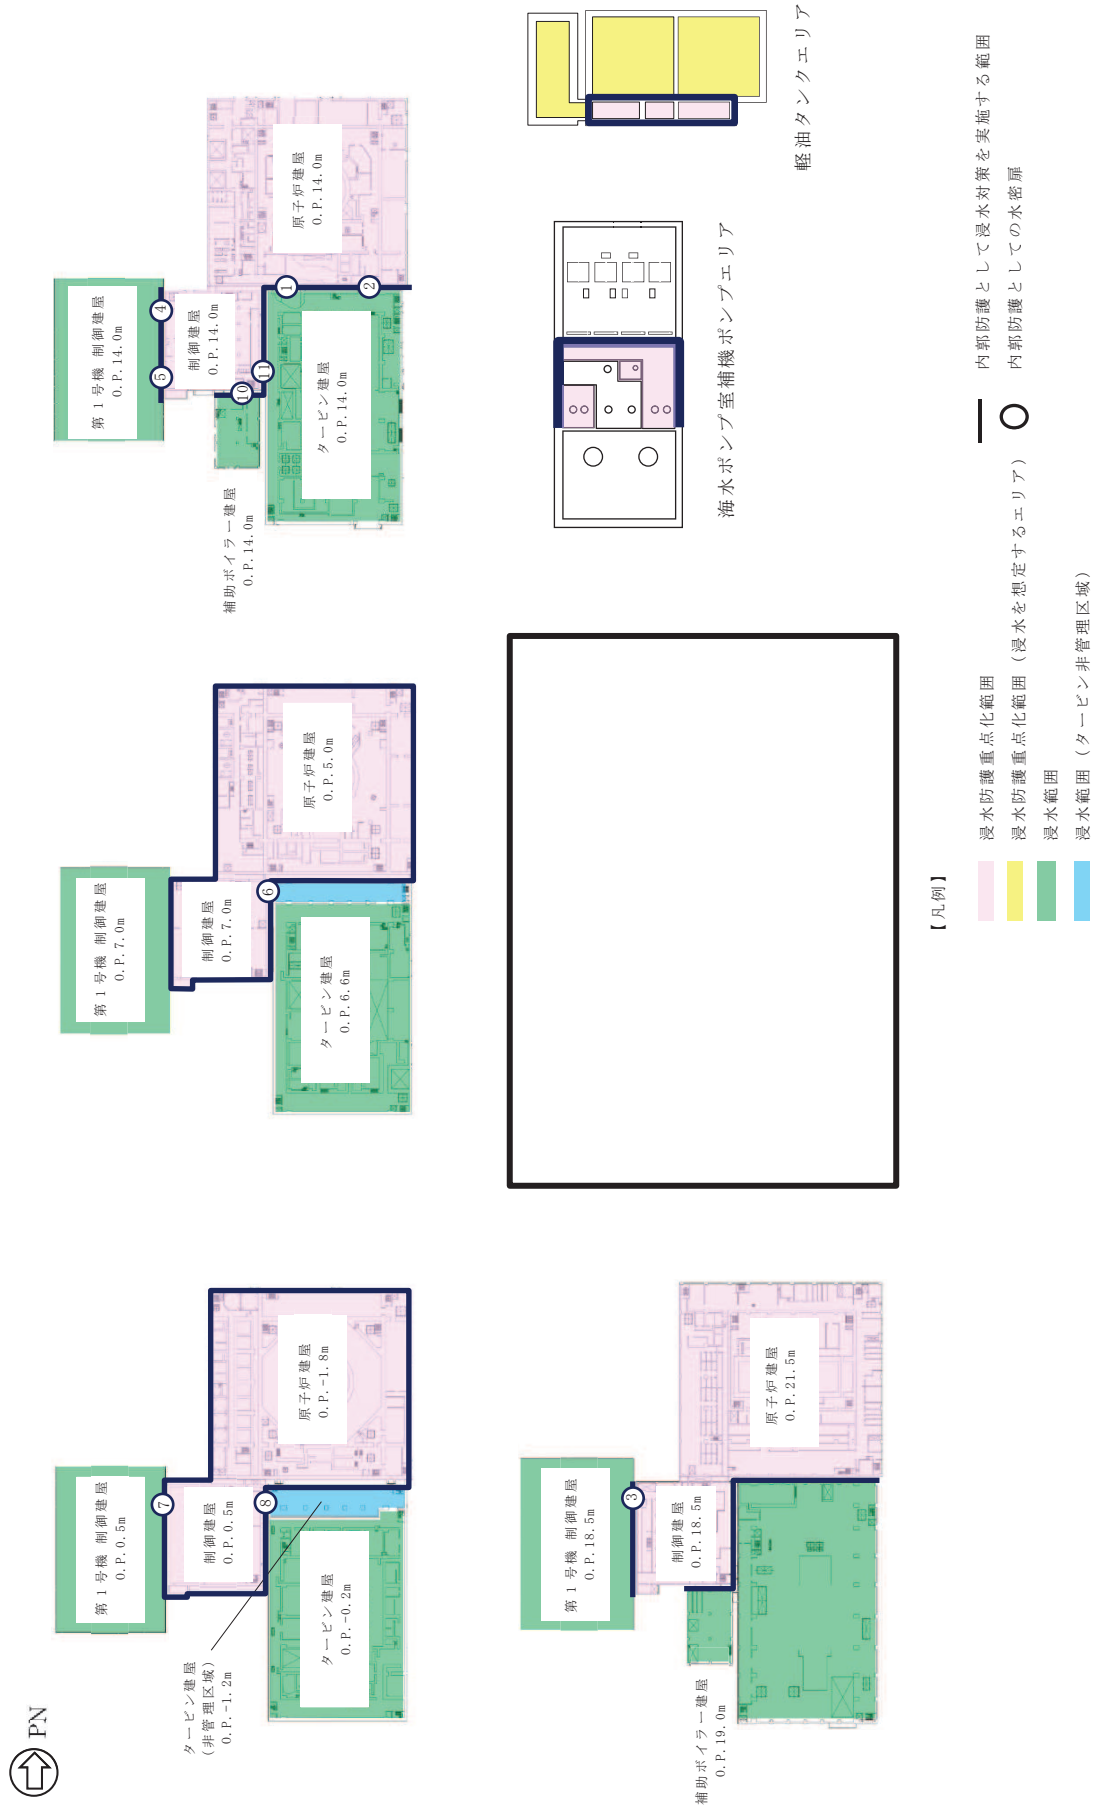 PN
第1号機 制御建屋
O.P.0.5m
⑦
制御建屋
O.P.0.5m
⑧
原子炉建屋
O.P.-1.8m
タービン建屋
O.P.-0.2m
タービン建屋
(非管理区域)
O.P.-1.2m
第1号機 制御建屋
O.P.7.0m
制御建屋
O.P.7.0m
⑥
原子炉建屋
O.P.5.0m
タービン建屋
O.P.6.6m
第1号機 制御建屋
O.P.14.0m
⑤
④
制御建屋
O.P.14.0m
⑩
⑪
①
②
原子炉建屋
O.P.14.0m
タービン建屋
O.P.14.0m
補助ボイラー建屋
O.P.14.0m
第1号機 制御建屋
O.P.18.5m
③
制御建屋
O.P.18.5m
原子炉建屋
O.P.21.5m
補助ボイラー建屋
O.P.19.0m
海水ポンプ室補機ポンプエリア
軽油タンクエリア
【凡例】
浸水防護重点化範囲
浸水防護重点化範囲(浸水を想定するエリア)
浸水範囲
浸水範囲(タービン非管理区域)
内郭防護として浸水対策を実施する範囲
内郭防護としての水密扉